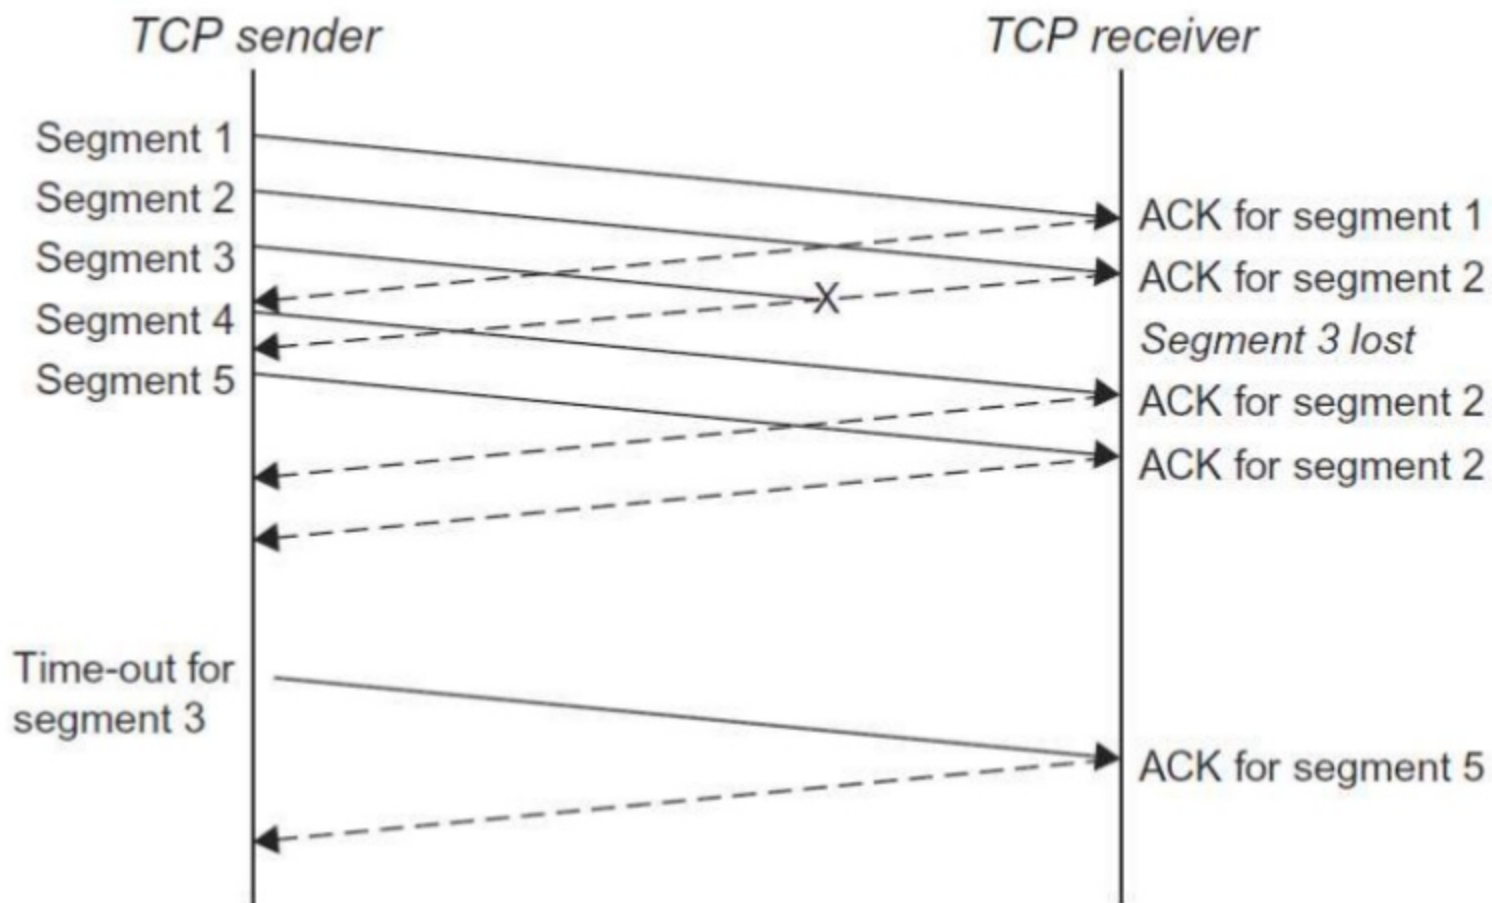 TCP sender
TCP receiver
Segment 1
Segment 2
Segment 3
Segment 4
Segment 5
X
ACK for segment 1
ACK for segment 2
Segment 3 lost
ACK for segment 2
ACK for segment 2
Time-out for
segment 3
ACK for segment 5